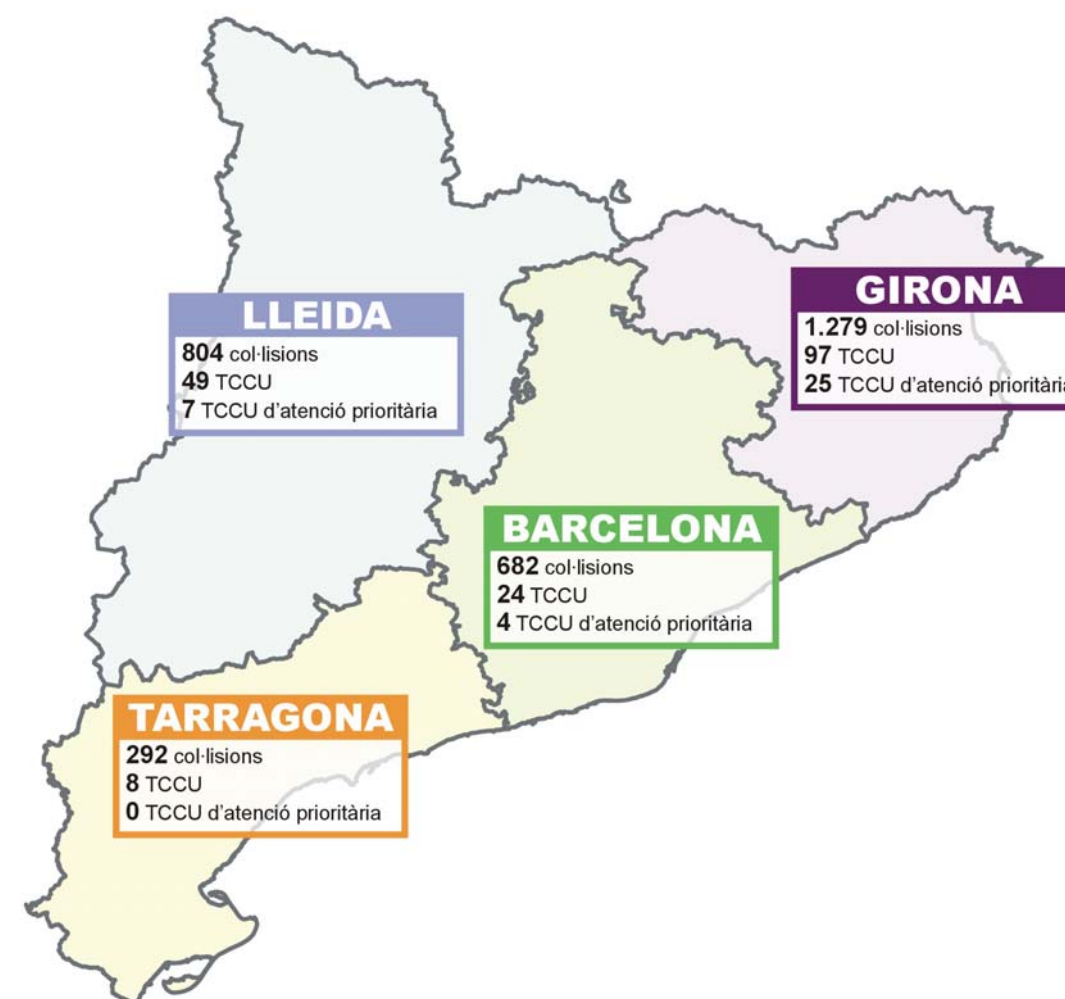 LLEIDA
804 col·lisions
49 TCCU
7 TCCU d'atenció prioritària
GIRONA
1.279 col·lisions
97 TCCU
25 TCCU d'atenció prioritària
BARCELONA
682 col·lisions
24 TCCU
4 TCCU d'atenció prioritària
TARRAGONA
292 col·lisions
8 TCCU
0 TCCU d'atenció prioritària